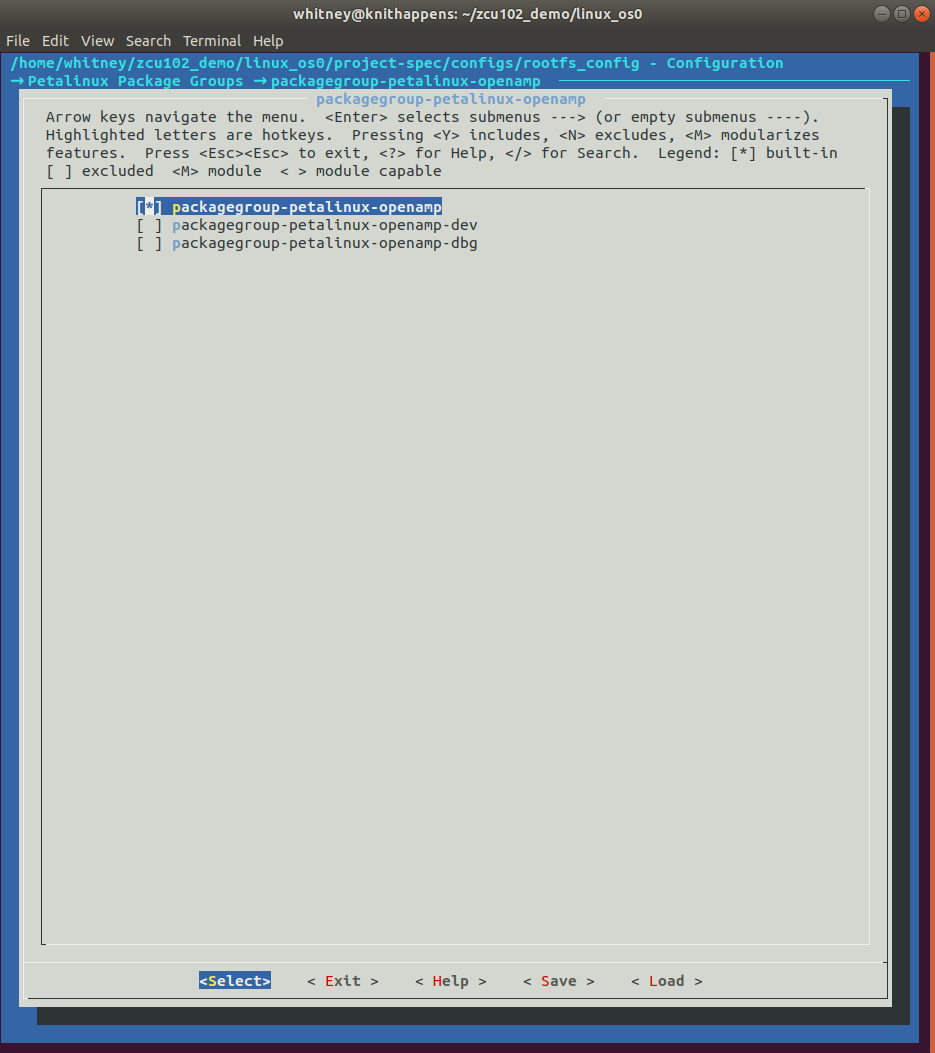 whitney@knithappens: ~/zcu102_demo/linux_os0
File Edit View Search Terminal Help
/home/whitney/zcu102_demo/linux_os0/project-spec/configs/rootfs_config - Configuration
→ Petalinux Package Groups → packagegroup-petalinux-openamp
packagegroup-petalinux-openamp
Arrow keys navigate the menu.  <Enter> selects submenus ---> (or empty submenus ----).
Highlighted letters are hotkeys.  Pressing <Y> includes, <N> excludes, <M> modularizes
features.  Press <Esc><Esc> to exit, <?> for Help, </> for Search.  Legend: [*] built-in
[ ] excluded  <M> module  < > module capable
[*] packagegroup-petalinux-openamp
[ ] packagegroup-petalinux-openamp-dev
[ ] packagegroup-petalinux-openamp-dbg
<Select>    < Exit >    < Help >    < Save >    < Load >